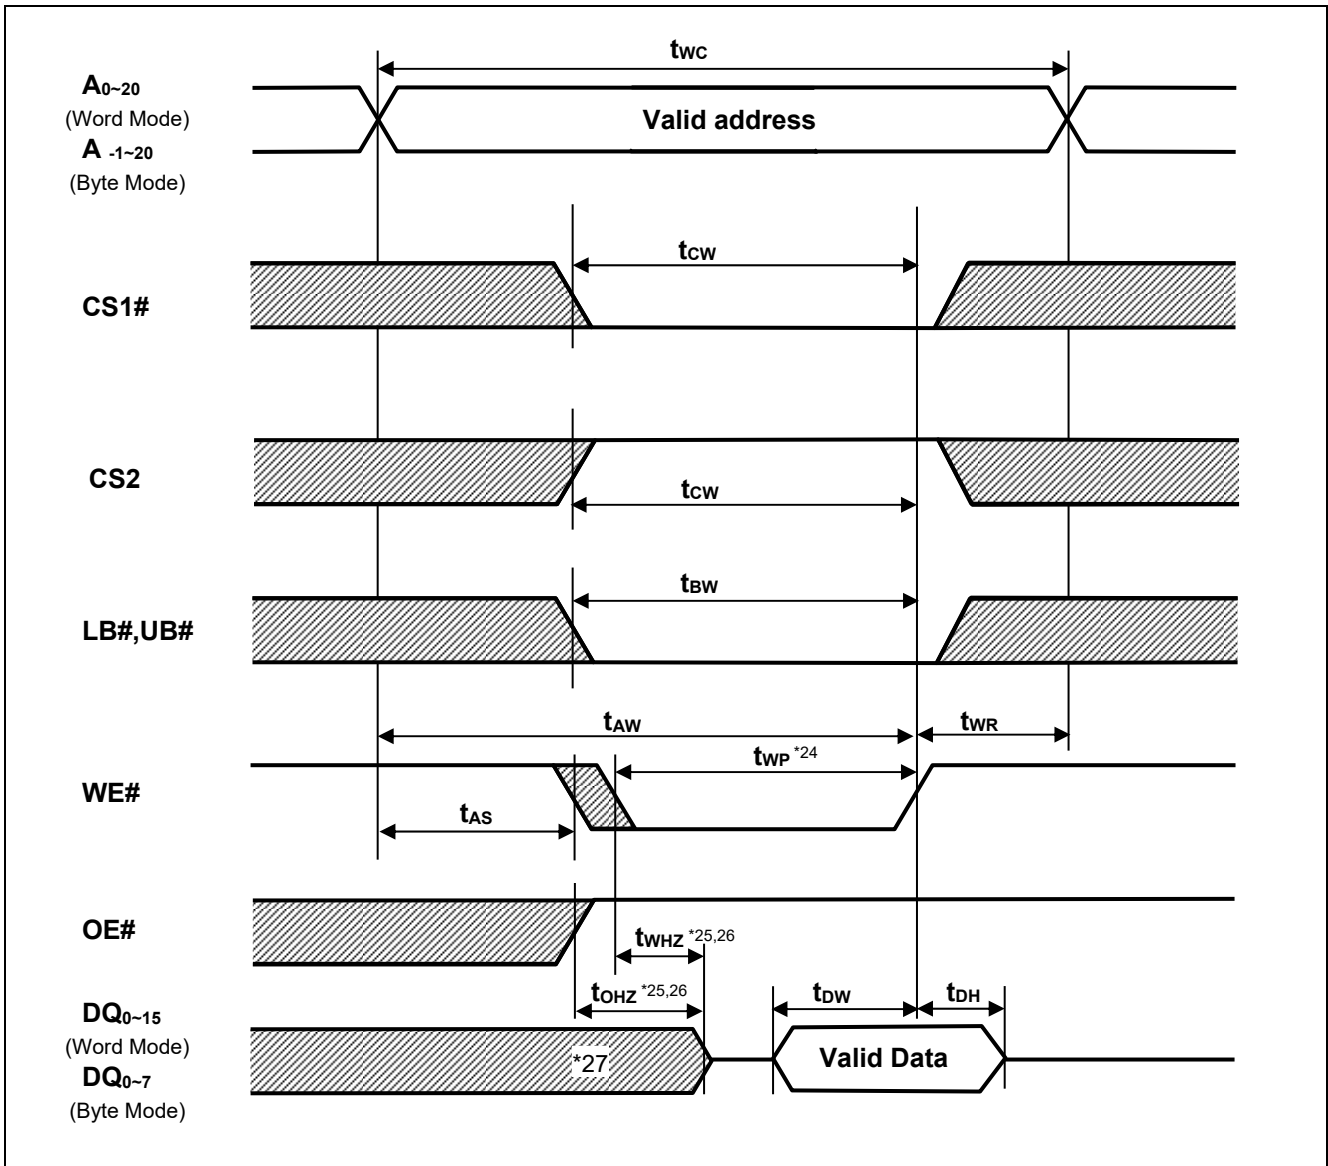 tWC
A0~20
(Word Mode)
Valid address
A -1~20
(Byte Mode)
tCW
CS1#
CS2
tCW
tBW
LB#,UB#
tAW
tWR
tWP *24
WE#
tAS
OE#
tWHZ *25,26
tOHZ *25,26
tDW
tDH
DQ0~15
(Word Mode)
*27
Valid Data
DQ0~7
(Byte Mode)